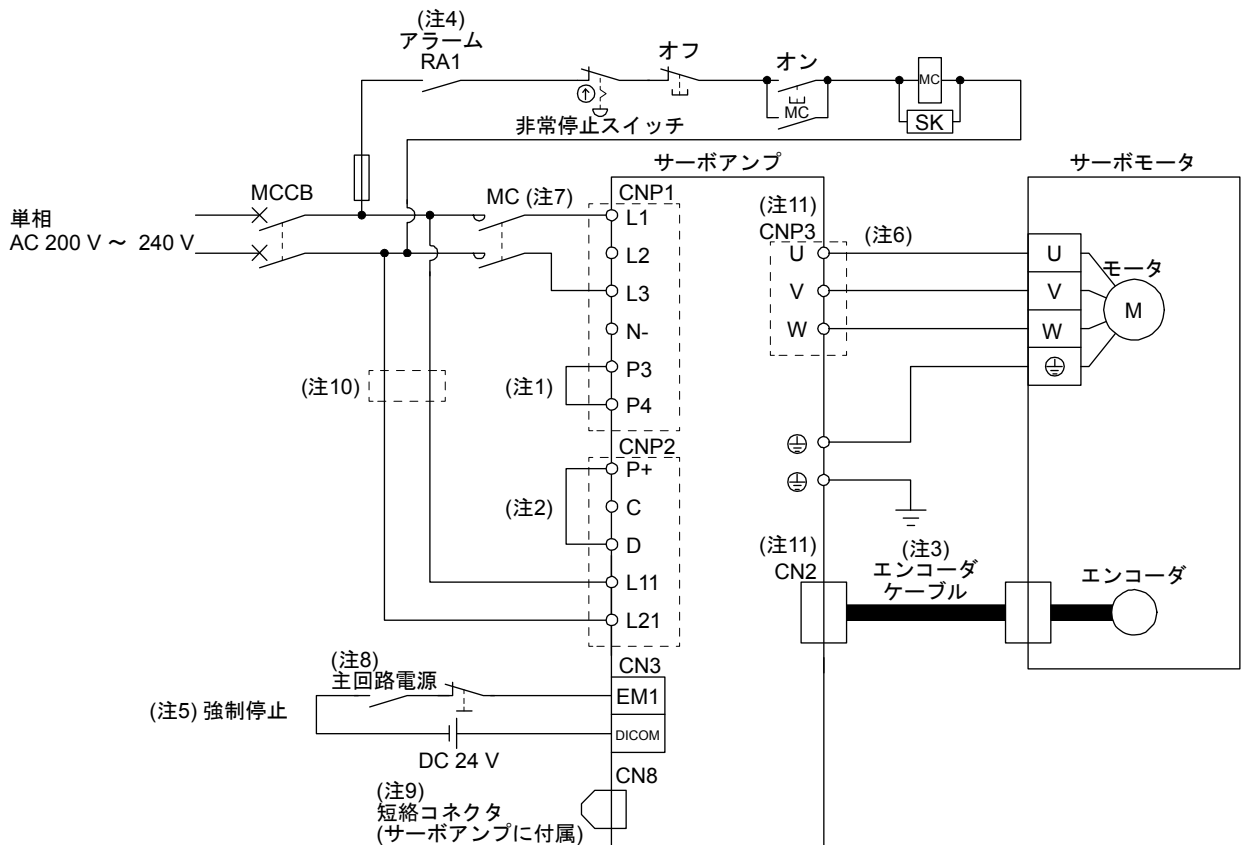 (注4)
アラーム
RA1
オフ
オン
MC
MC
SK
非常停止スイッチ
サーボアンプ
サーボモータ
MCCB
MC (注7)
CNP1
単相
AC 200 V ～ 240 V
L1
L2
L3
N-
P3
P4
(注1)
(注10)
(注11)
CNP3
(注6)
U
V
W
U
V
W
モータ
M
CNP2
P+
C
D
L11
L21
(注2)
(注11)
CN2
(注3)
エンコーダ
ケーブル
エンコーダ
CN3
(注8)
主回路電源
EM1
(注5) 強制停止
DICOM
DC 24 V
CN8
(注9)
短絡コネクタ
(サーボアンプに付属)